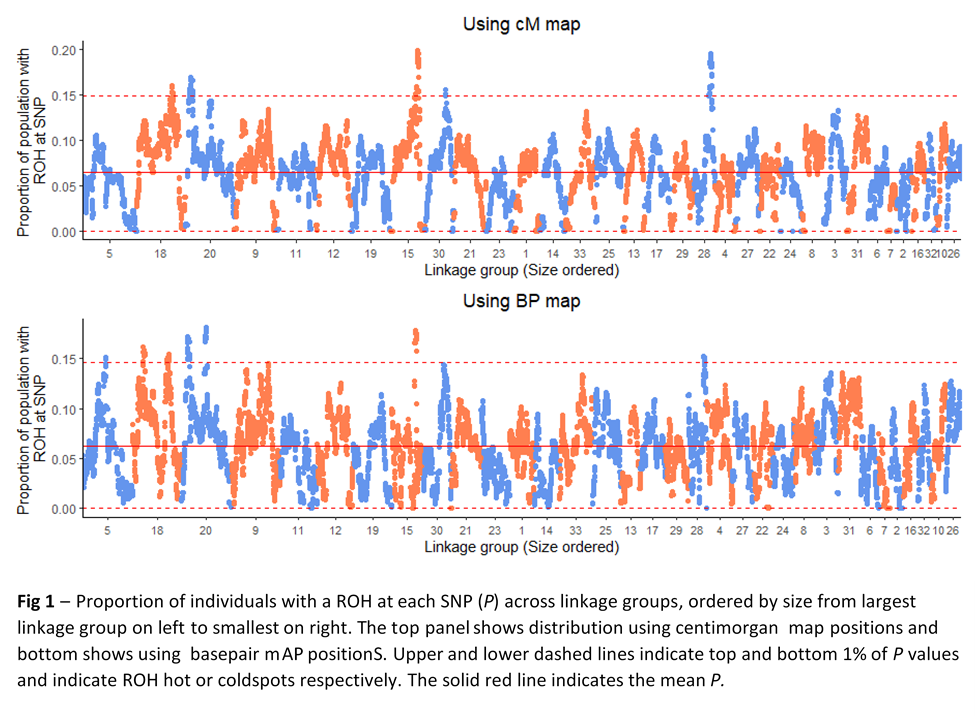 Using cM map
Proportion of population with
ROH at SNP
0.20
0.15
0.10
0.05
0.00
5 18 20 9 11 12 19 15 30 21 23 1 14 33 25 13 17 29 28 4 27 22 24 8 3 31 6 7 2 16 32 10 26
Linkage group (Size ordered)
Using BP map
Proportion of population with
ROH at SNP
0.15
0.10
0.05
0.00
5 18 20 9 11 12 19 15 30 21 23 1 14 33 25 13 17 29 28 4 27 22 24 8 3 31 6 7 2 16 32 10 26
Linkage group (Size ordered)
Fig 1 – Proportion of individuals with a ROH at each SNP (P) across linkage groups, ordered by size from largest
linkage group on left to smallest on right. The top panel shows distribution using centimorgan map positions and
bottom shows using basepair mAP positionS. Upper and lower dashed lines indicate top and bottom 1% of P values
and indicate ROH hot or coldspots respectively. The solid red line indicates the mean P.